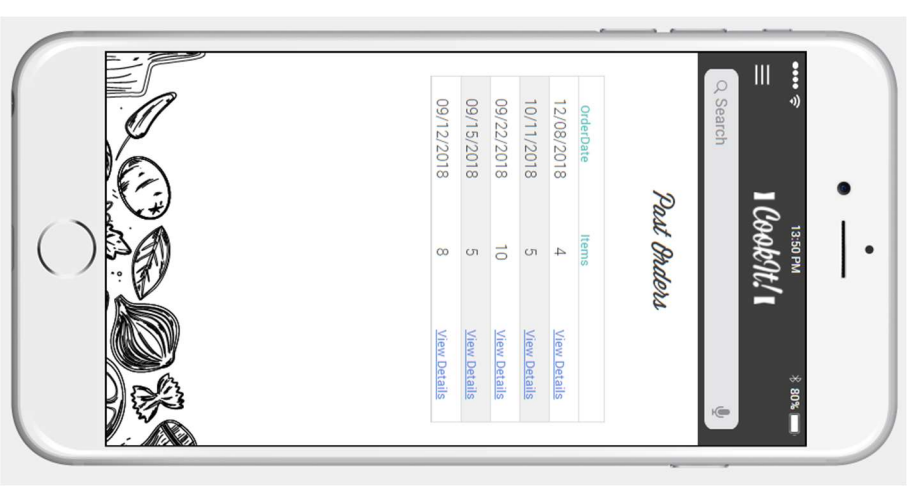 13:50 PM 80%
CookIt!
Search
Past Orders
OrderDate Items
12/08/2018 4 View Details
10/11/2018 5 View Details
09/22/2018 10 View Details
09/15/2018 5 View Details
09/12/2018 8 View Details